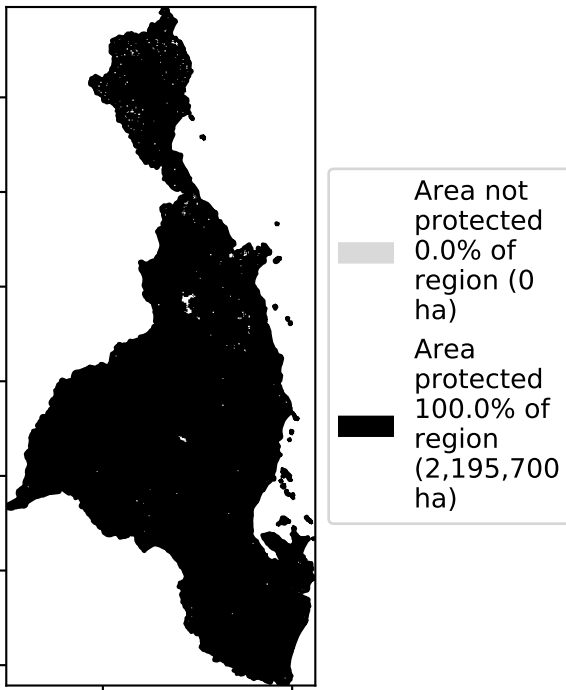 Area not
protected
0.0% of
region (0
ha)
Area
protected
100.0% of
region
(2,195,700
ha)